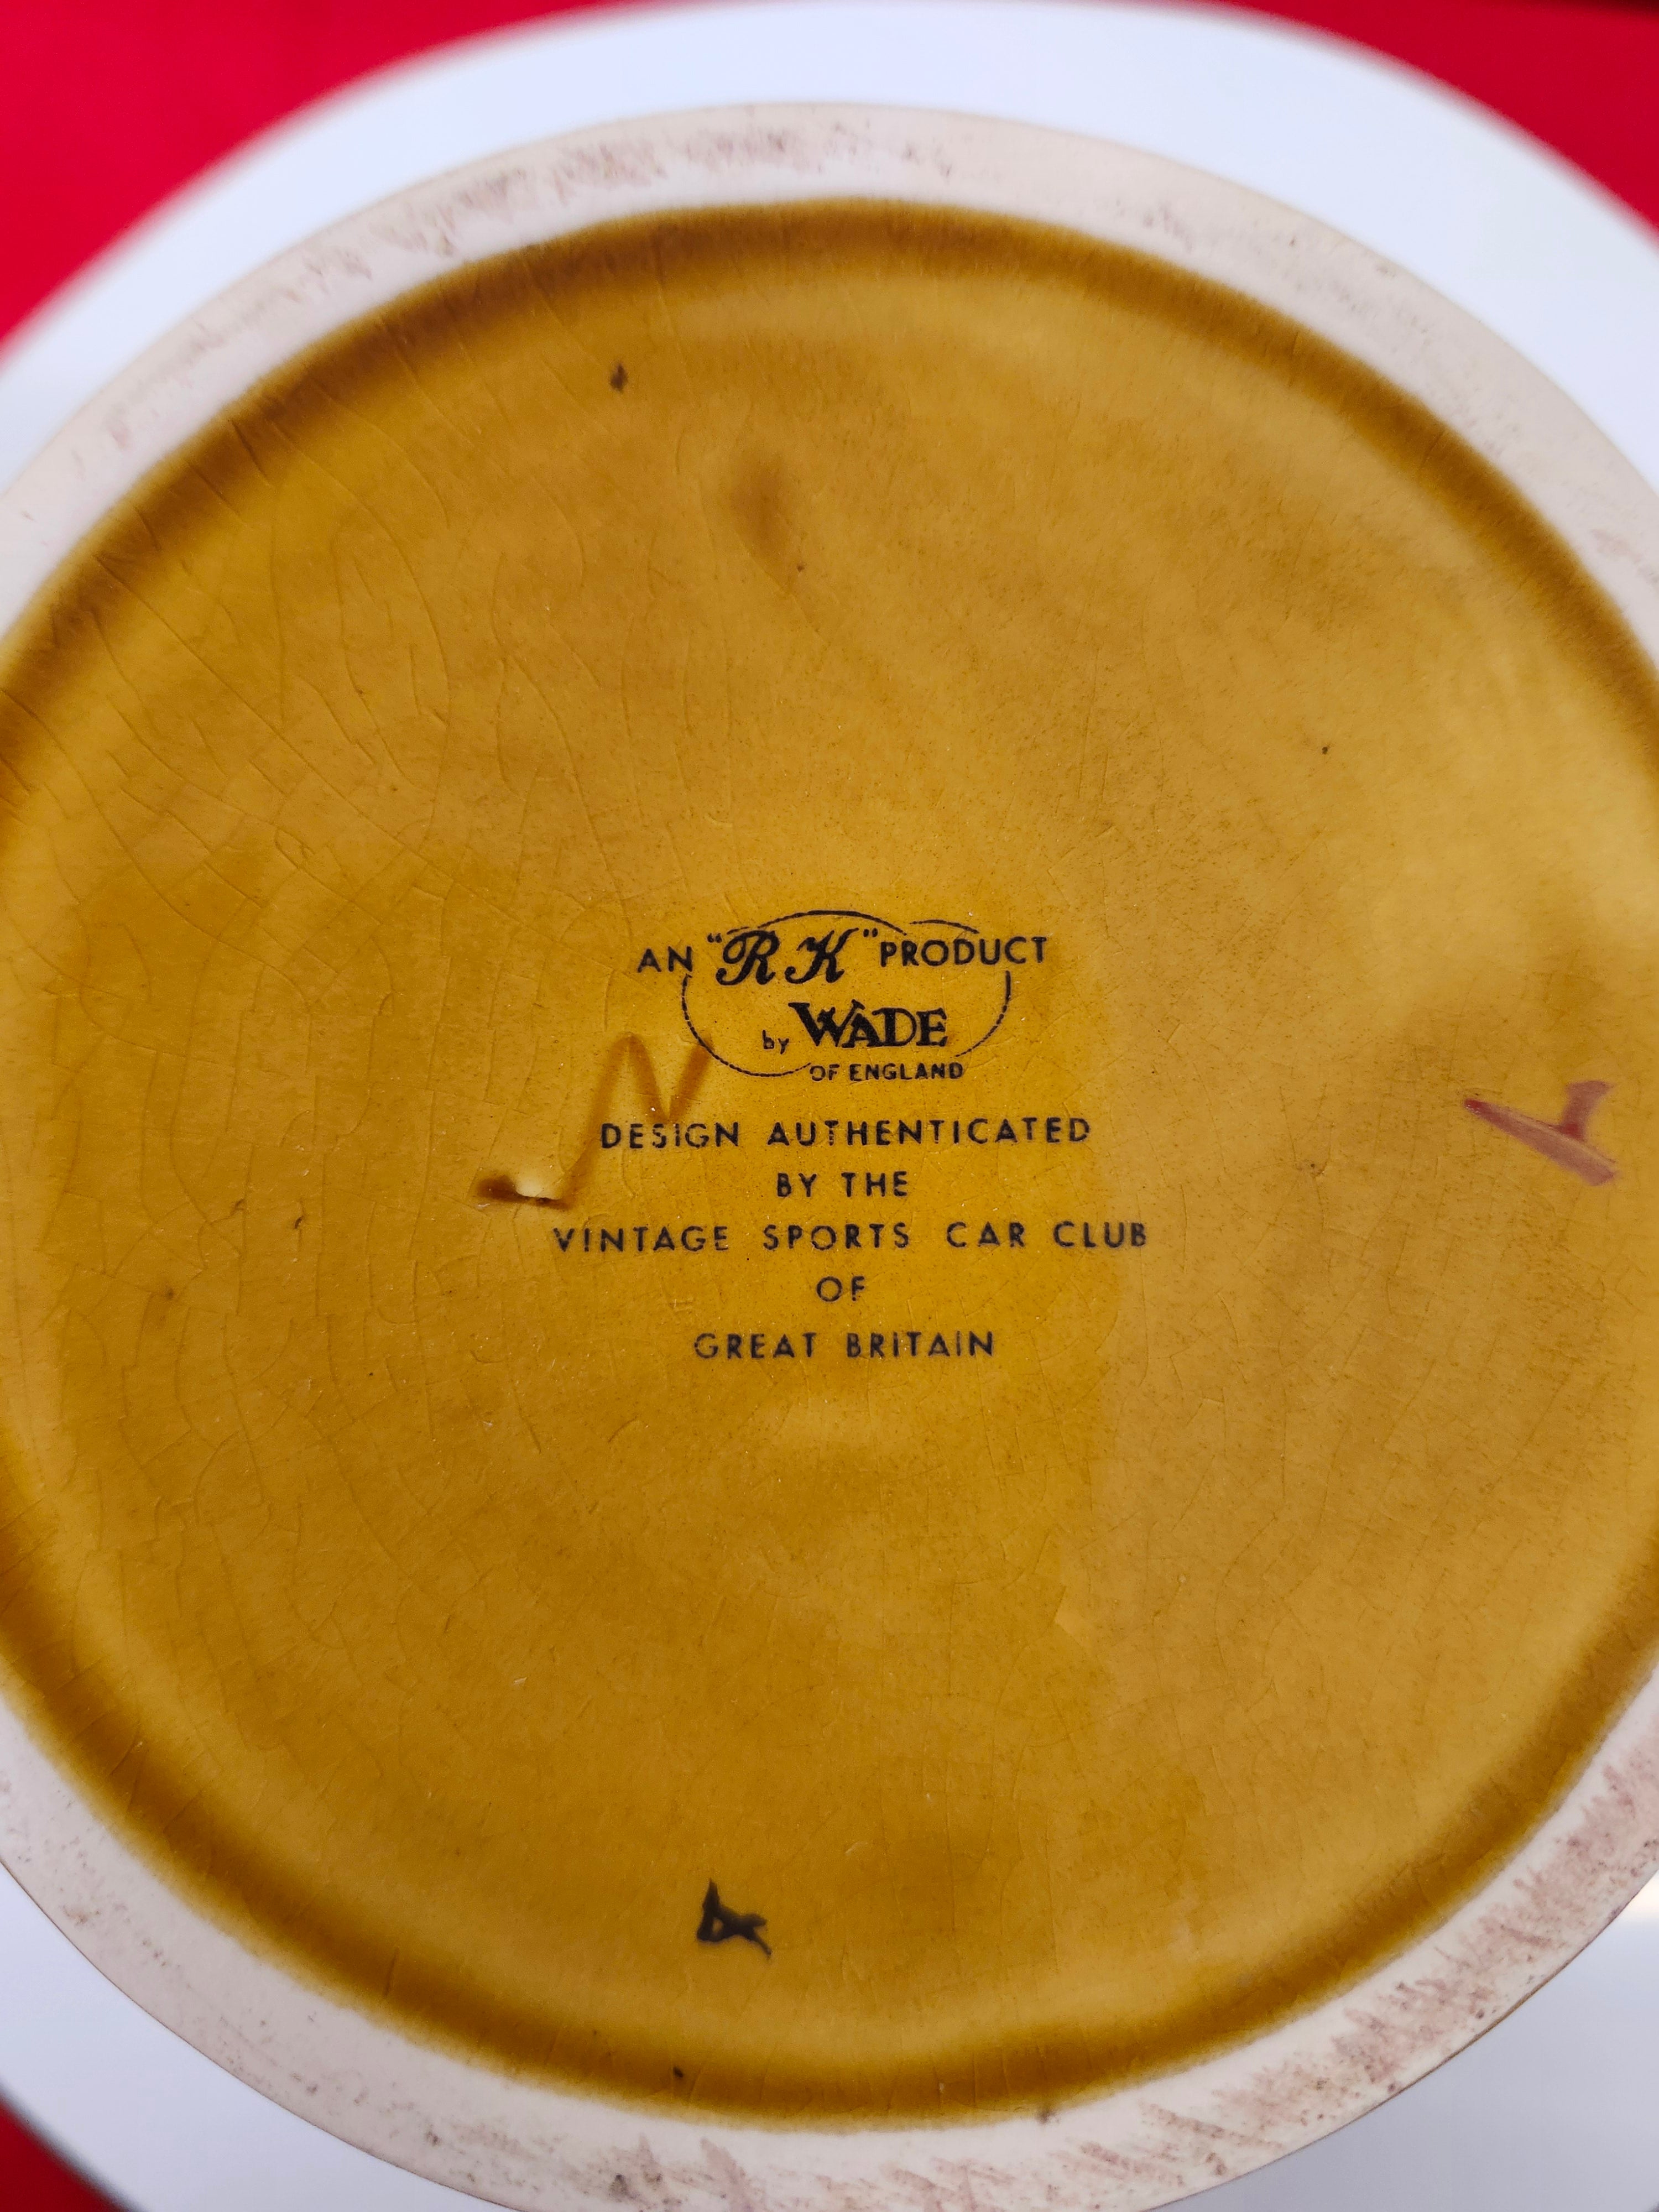 AN "RK" PRODUCT
by WADE
OF ENGLAND
DESIGN AUTHENTICATED
BY THE
VINTAGE SPORTS CAR CLUB
OF
GREAT BRITAIN